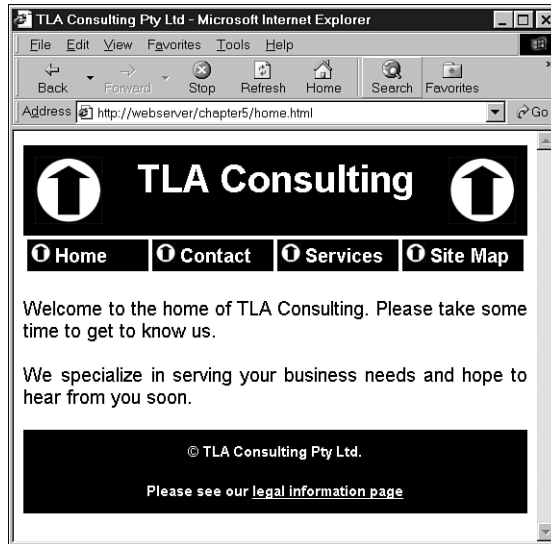 TLA Consulting Pty Ltd - Microsoft Internet Explorer
File Edit View Favorites Tools Help
Back Forward Stop Refresh Home Search Favorites »
Address http://webserver/chapter5/home.html Go
TLA Consulting
Home Contact Services Site Map
Welcome to the home of TLA Consulting. Please take some
time to get to know us.
We specialize in serving your business needs and hope to
hear from you soon.
© TLA Consulting Pty Ltd.
Please see our legal information page